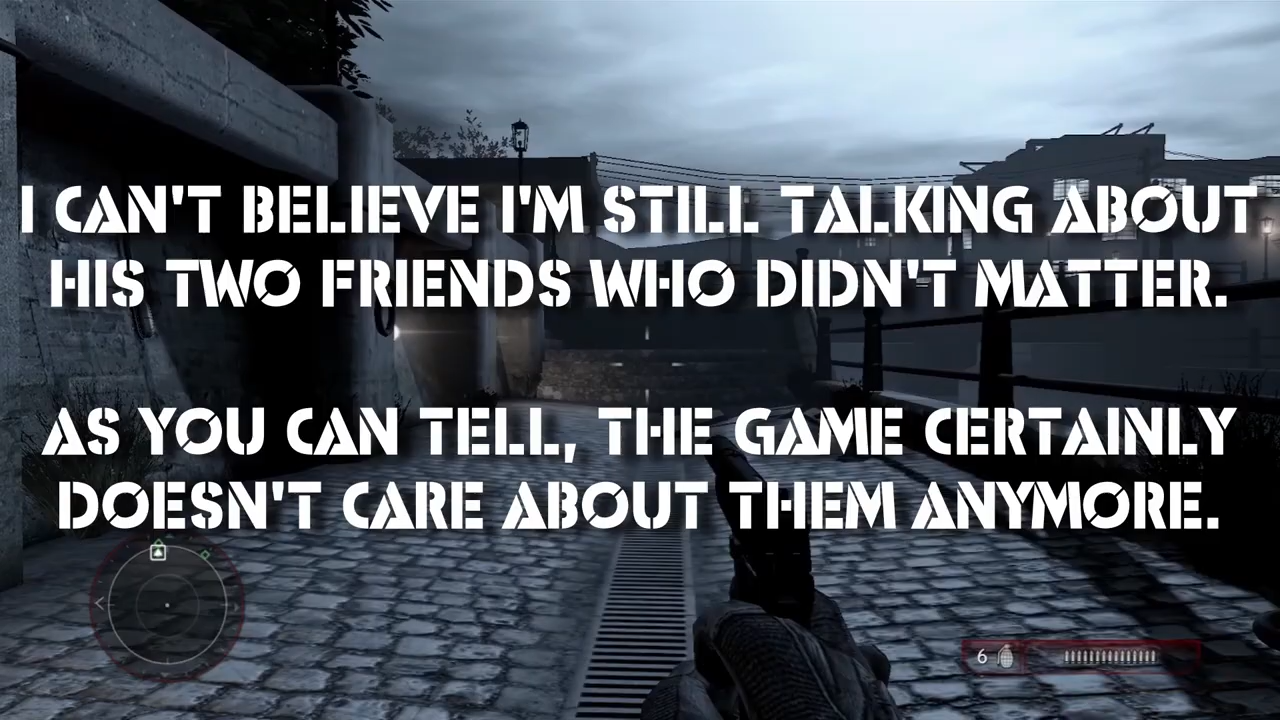 I CAN'T BELIEVE I'M STILL TALKING ABOUT
HIS TWO FRIENDS WHO DIDN'T MATTER.
AS YOU CAN TELL, THE GAME CERTAINLY
DOESN'T CARE ABOUT THEM ANYMORE.
6